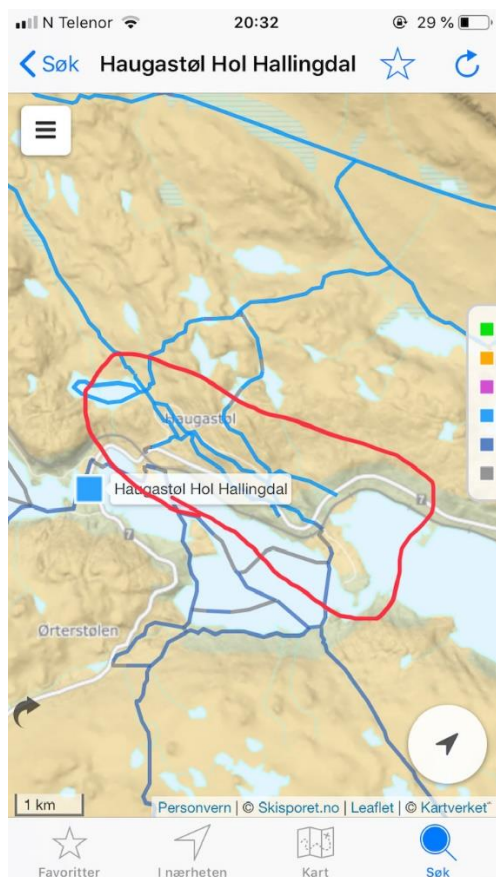 N Telenor 20:32 29 %
Søk Haugastøl Hol Hallingdal
Haugastøl
7
Haugastøl Hol Hallingdal
7
Ørterstølen
1 km
Personvern | © Skisporet.no | Leaflet | © Kartverket
Favoritter I nærheten Kart Søk